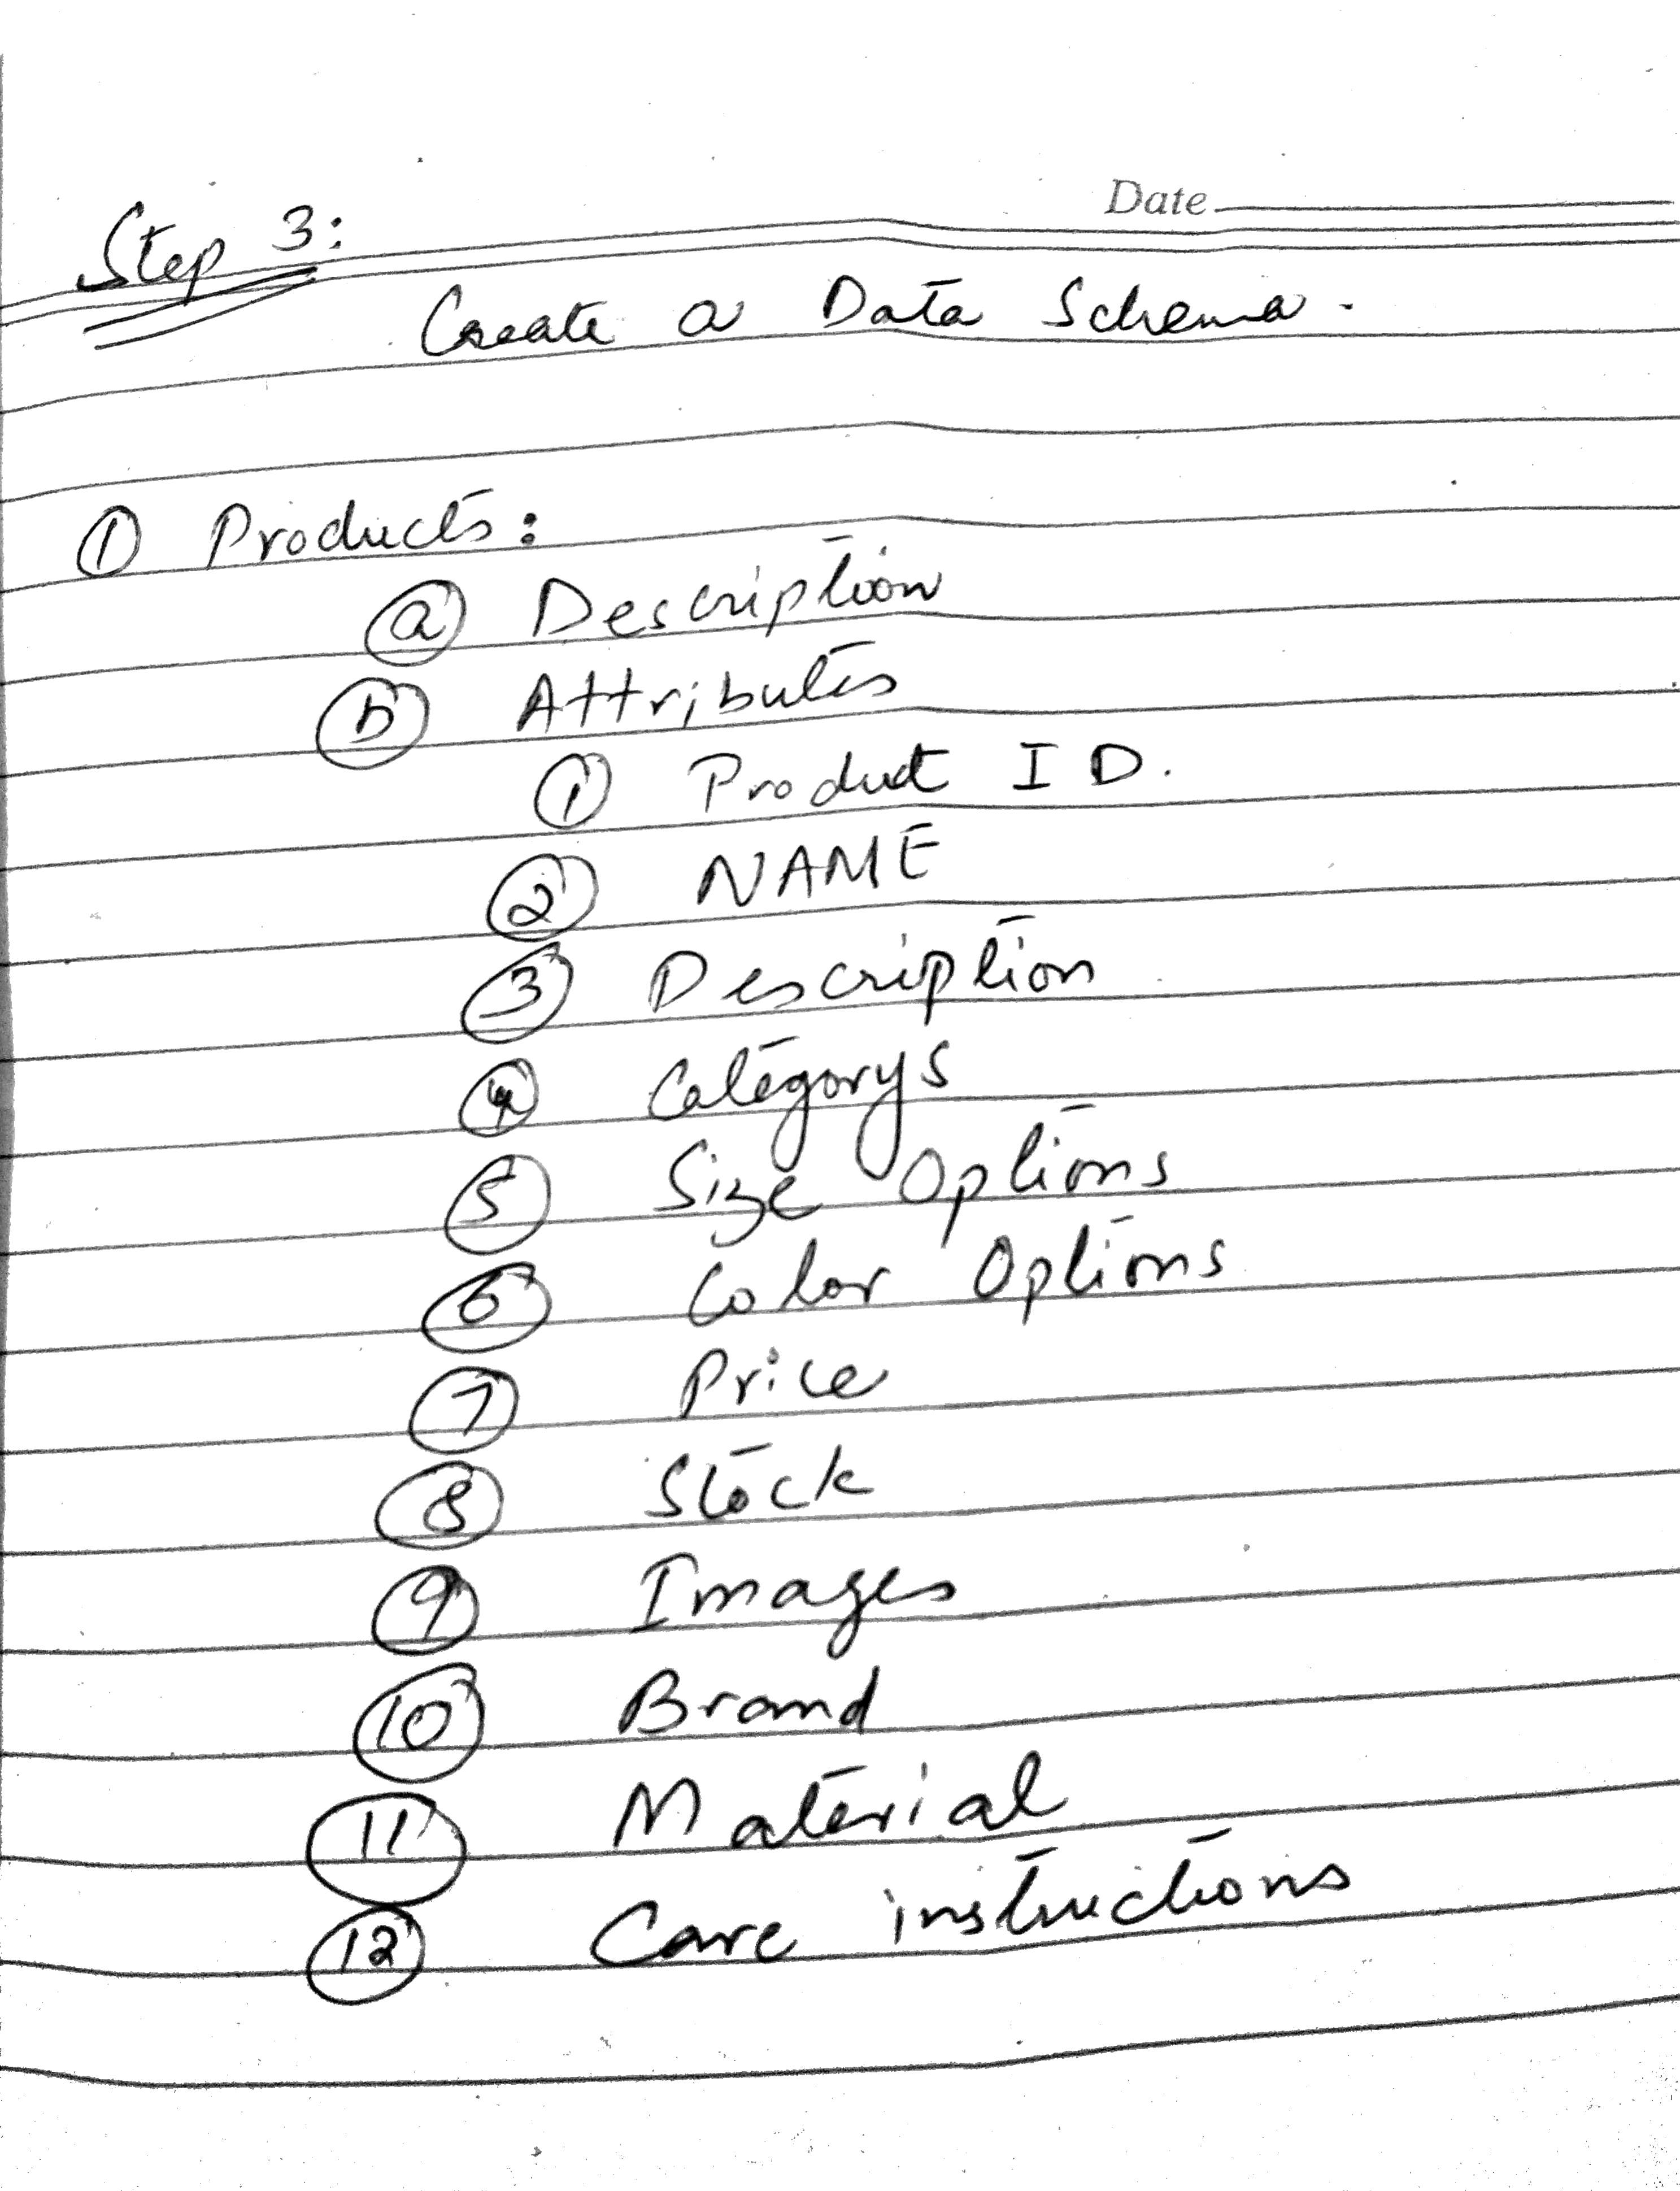 Date
Step 3:
Create a Data Schema.
① Products:
ⓐ Description
ⓑ Attributes
① Product ID.
② NAME
③ Description
④ Categorys
⑤ Size Options
⑥ Color Options
⑦ Price
⑧ Stock
⑨ Images
⑩ Brand
⑪ Material
⑫ Care instructions